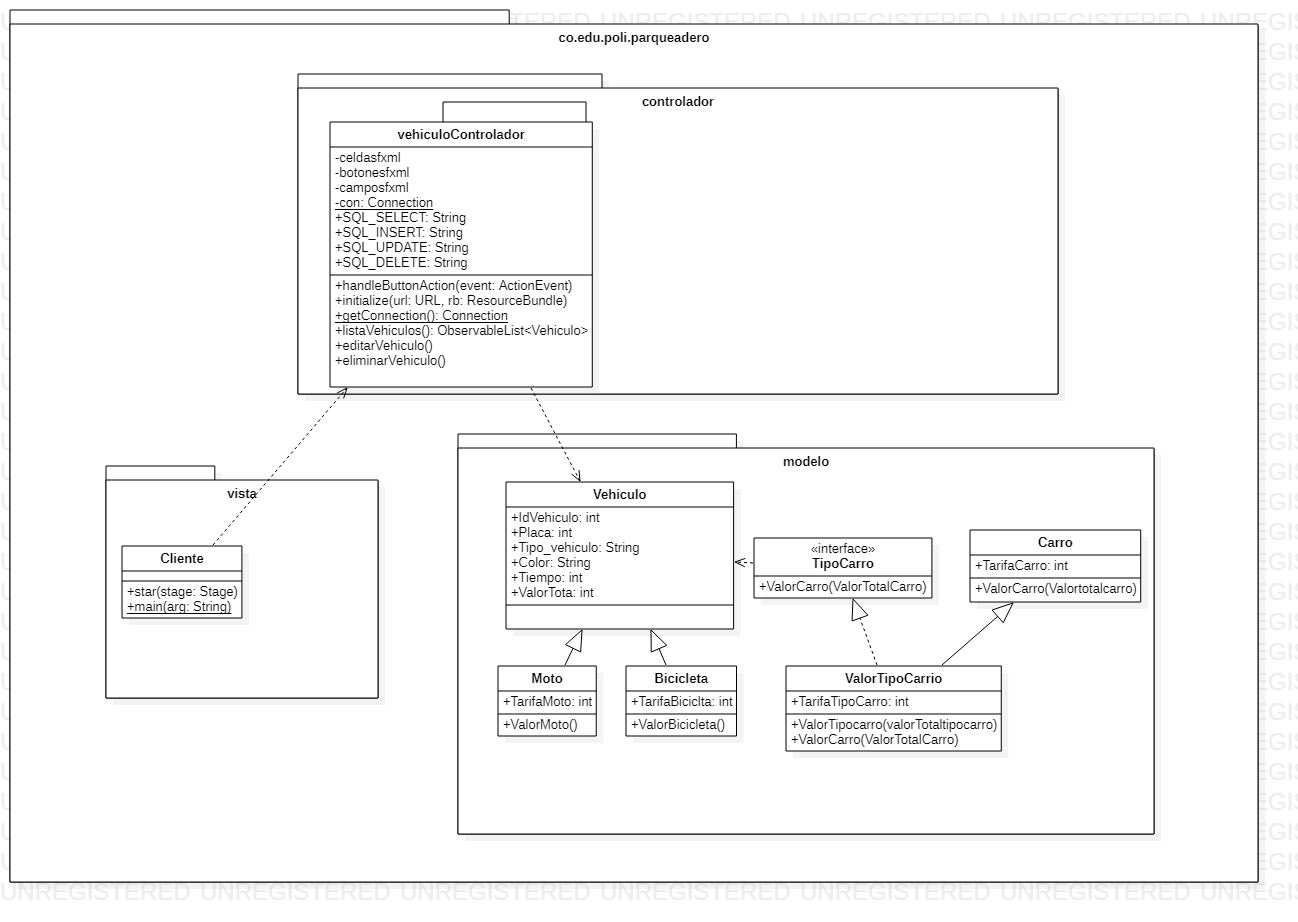 UNREGISTERED UNREGISTERED UNREGISTERED UNREGISTERED
co.edu.poli.parqueadero
controlador
vehiculoControlador
-celdasfxml
-botonesfxml
-camposfxml
-con: Connection
+SQL_SELECT: String
+SQL_INSERT: String
+SQL_UPDATE: String
+SQL_DELETE: String
+handleButtonAction(event: ActionEvent)
+initialize(url: URL, rb: ResourceBundle)
+getConnection(): Connection
+listaVehiculos(): ObservableList<Vehiculo>
+editarVehiculo()
+eliminarVehiculo()
vista
Cliente
+star(stage: Stage)
+main(arg: String)
modelo
Vehiculo
+IdVehiculo: int
+Placa: int
+Tipo_vehiculo: String
+Color: String
+Tiempo: int
+ValorTota: int
«interface»
TipoCarro
+ValorCarro(ValorTotalCarro)
Carro
+TarifaCarro: int
+ValorCarro(Valortotalcarro)
Moto
+TarifaMoto: int
+ValorMoto()
Bicicleta
+TarifaBiciclta: int
+ValorBicicleta()
ValorTipoCarrio
+TarifaTipoCarro: int
+ValorTipocarro(valorTotaltipocarro)
+ValorCarro(ValorTotalCarro)
UNREGISTERED UNREGISTERED UNREGISTERED UNREGISTERED UNREGISTERED UNREGISTERED